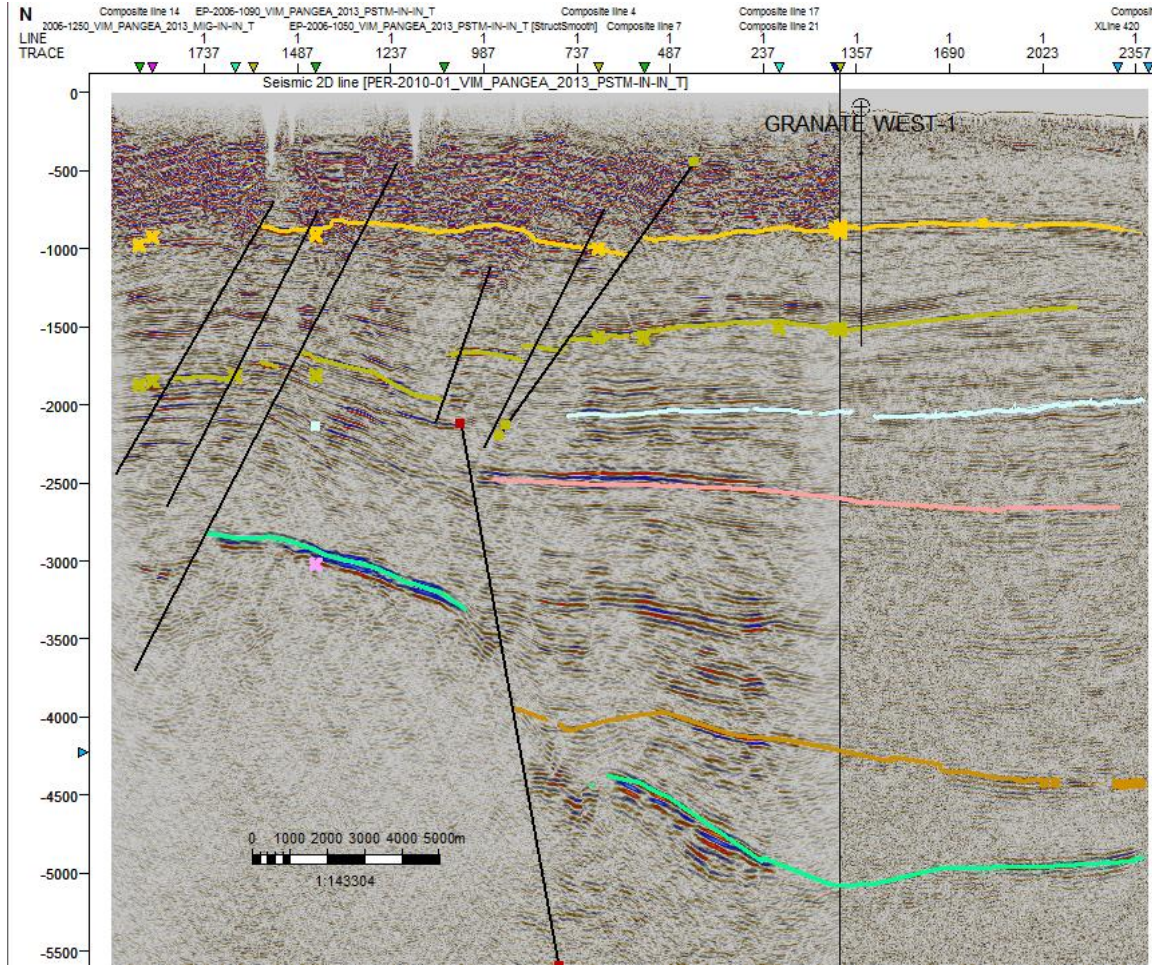 N
Composite line 14 EP-2006-1090_VIM_PANGEA_2013_PSTM-IN-IN_T Composite line 4 Composite line 17
2006-1250_VIM_PANGEA_2013_MIG-IN-IN_T EP-2006-1050_VIM_PANGEA_2013_PSTM-IN-IN_T [StructSmooth] Composite line 7 Composite line 21 XLine 420
LINE 1 1 1 1 1 1 1 1 1 1 1
TRACE 1737 1487 1237 987 737 487 237 1357 1690 2023 2357
Seismic 2D line [PER-2010-01_VIM_PANGEA_2013_PSTM-IN-IN_T]
0
GRANATE WEST-1
-500
-1000
-1500
-2000
-2500
-3000
-3500
-4000
-4500
0 1000 2000 3000 4000 5000m
-5000
1:143304
-5500